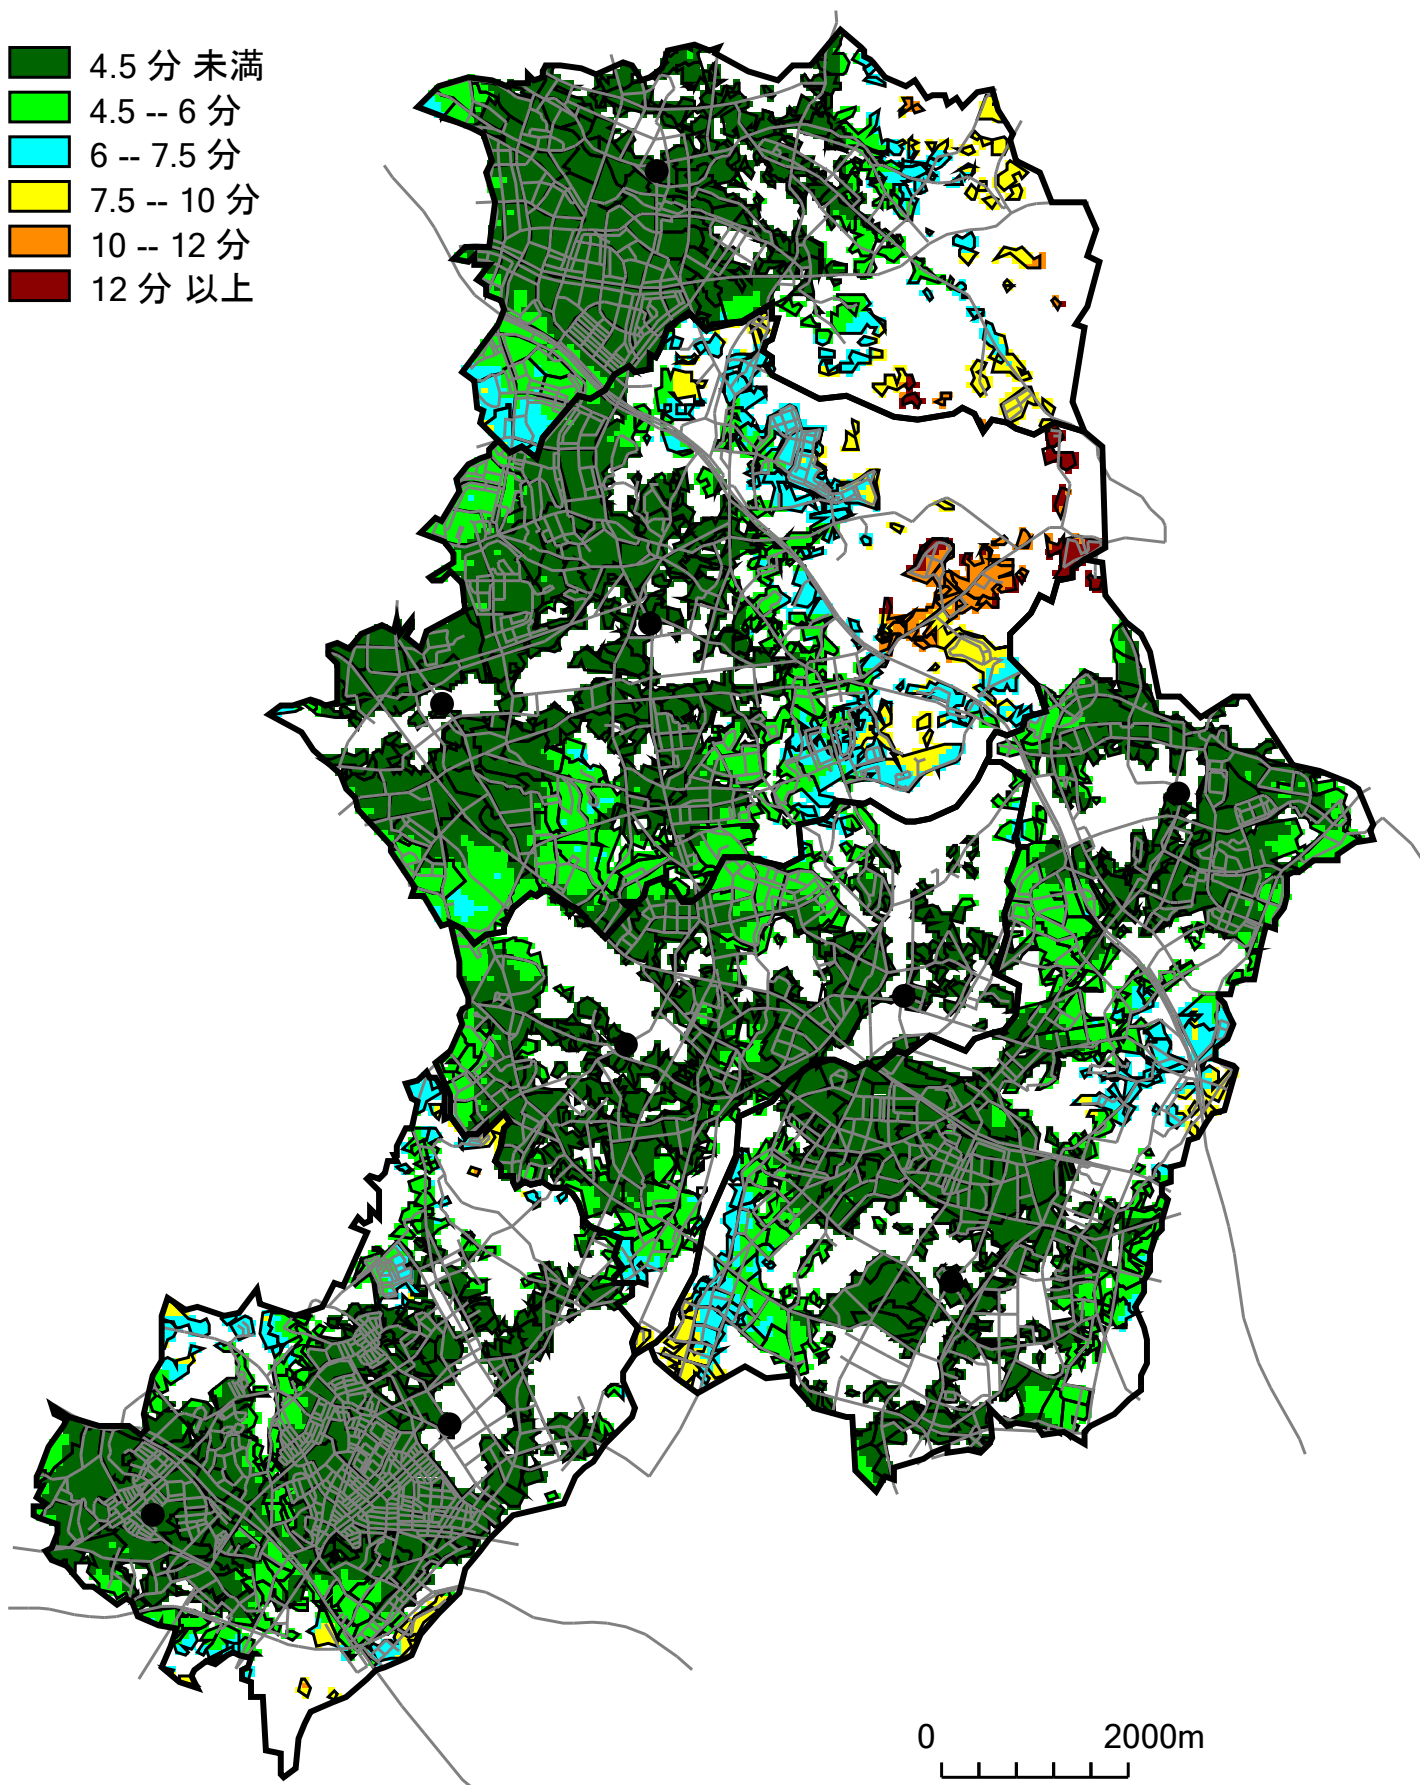 4.5 分 未満
4.5 -- 6 分
6 -- 7.5 分
7.5 -- 10 分
10 -- 12 分
12 分 以上
0 2000m